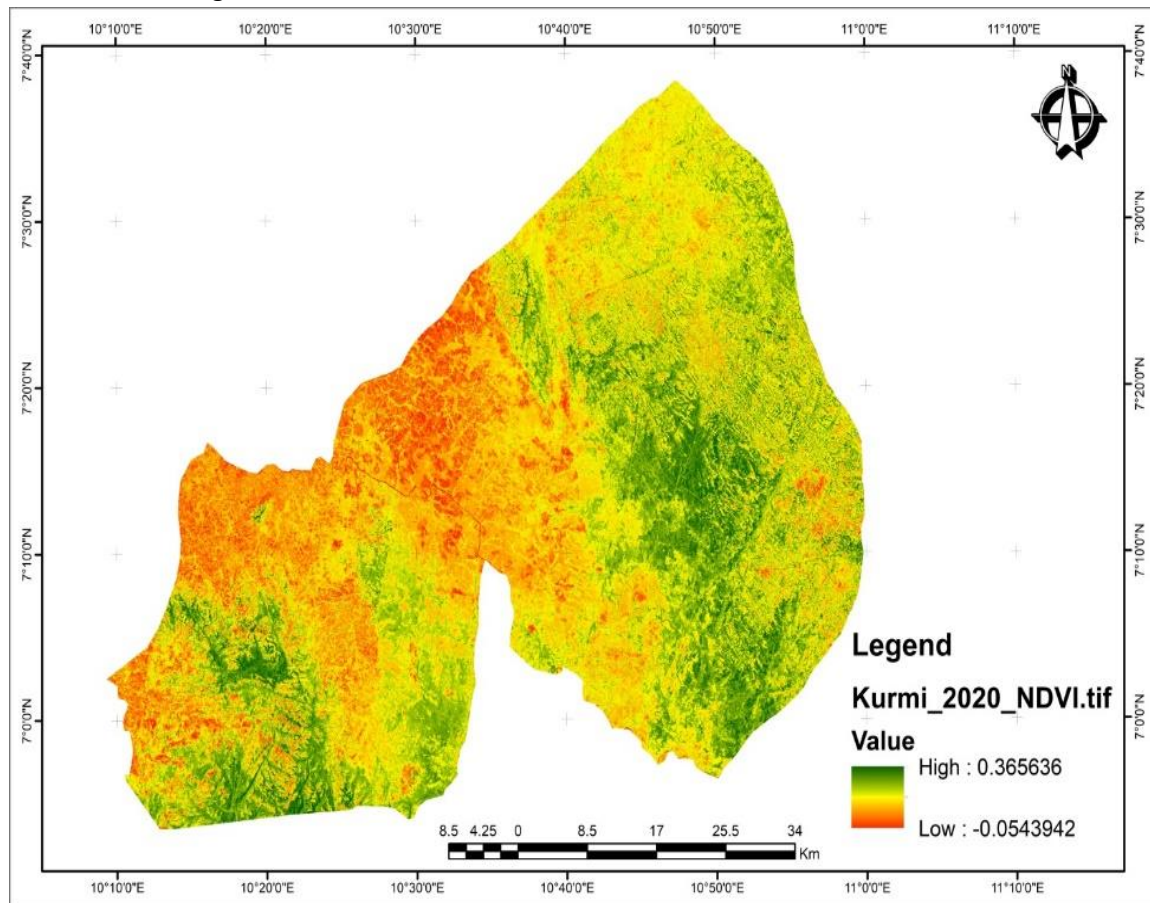 10°10'0"E 10°20'0"E 10°30'0"E 10°40'0"E 10°50'0"E 11°0'0"E 11°10'0"E
7°40'0"N 7°40'0"N
N
7°30'0"N 7°30'0"N
7°20'0"N 7°20'0"N
7°10'0"N 7°10'0"N
7°0'0"N 7°0'0"N
Legend
Kurmi_2020_NDVI.tif
Value
High : 0.365636
Low : -0.0543942
8.5 4.25 0 8.5 17 25.5 34
Km
10°10'0"E 10°20'0"E 10°30'0"E 10°40'0"E 10°50'0"E 11°0'0"E 11°10'0"E